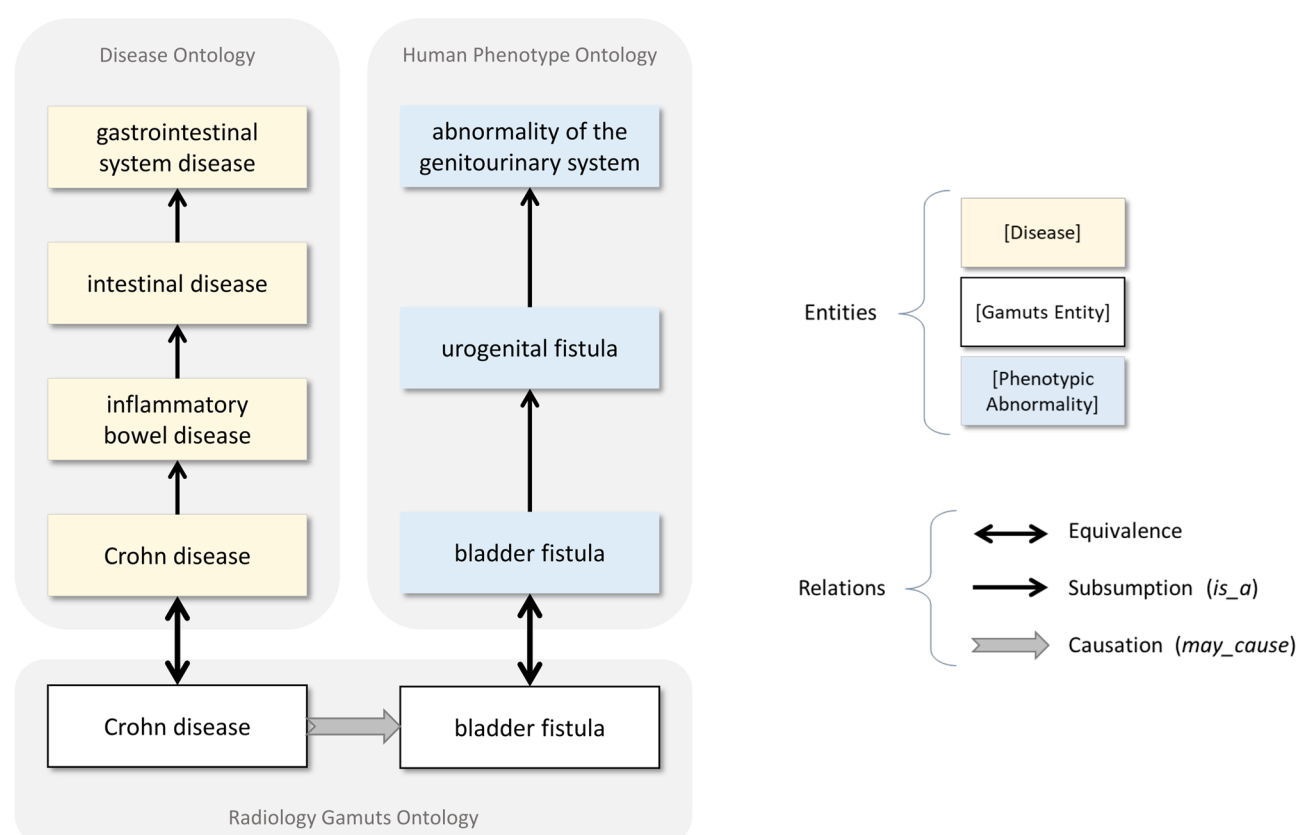 Disease Ontology
gastrointestinal
system disease
intestinal disease
inflammatory
bowel disease
Crohn disease
Human Phenotype Ontology
abnormality of the
genitourinary system
urogenital fistula
bladder fistula
Crohn disease
bladder fistula
Radiology Gamuts Ontology
Entities
[Disease]
[Gamuts Entity]
[Phenotypic
Abnormality]
Relations
Equivalence
Subsumption (is_a)
Causation (may_cause)